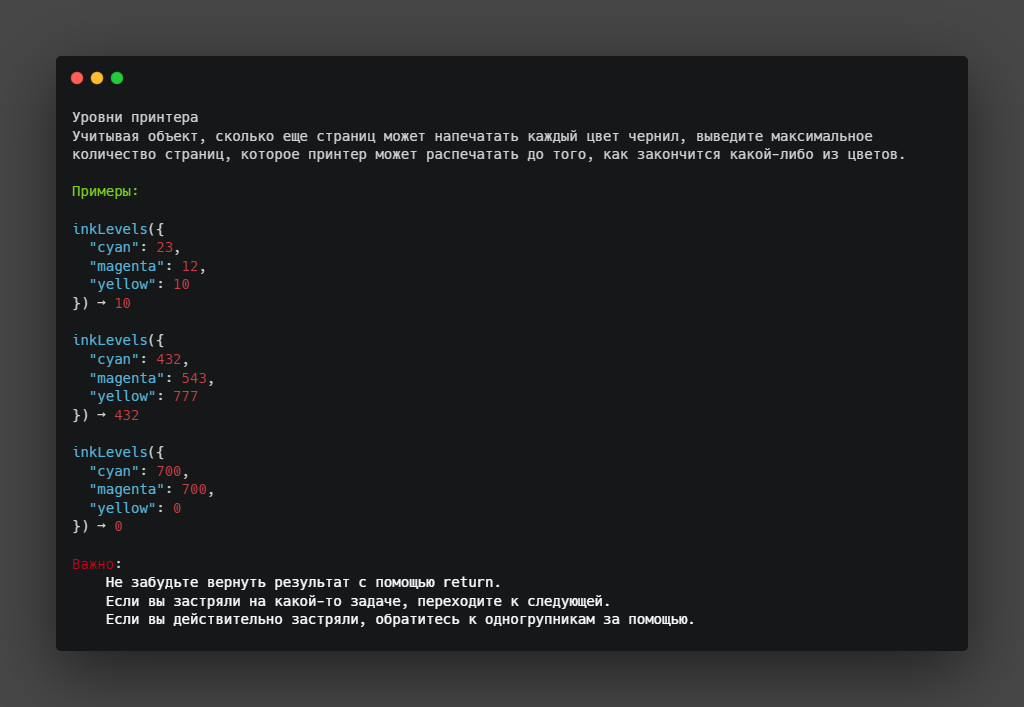 Уровни принтера
Учитывая объект, сколько еще страниц может напечатать каждый цвет чернил, выведите максимальное
количество страниц, которое принтер может распечатать до того, как закончится какой-либо из цветов.
Примеры:
inkLevels({
  "cyan": 23,
  "magenta": 12,
  "yellow": 10
}) → 10
inkLevels({
  "cyan": 432,
  "magenta": 543,
  "yellow": 777
}) → 432
inkLevels({
  "cyan": 700,
  "magenta": 700,
  "yellow": 0
}) → 0
Важно:
    Не забудьте вернуть результат с помощью return.
    Если вы застряли на какой-то задаче, переходите к следующей.
    Если вы действительно застряли, обратитесь к одногрупникам за помощью.